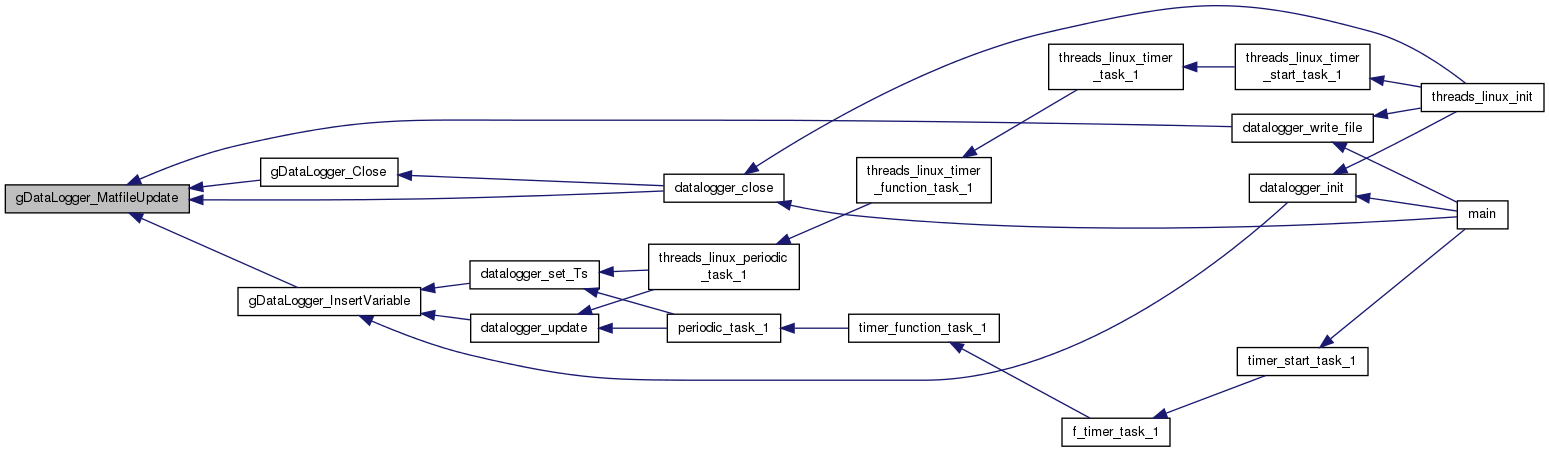 threads_linux_timer
_task_1
threads_linux_timer
_start_task_1
threads_linux_init
datalogger_write_file
gDataLogger_Close
threads_linux_timer
_function_task_1
datalogger_close
datalogger_init
gDataLogger_MatfileUpdate
main
threads_linux_periodic
_task_1
datalogger_set_Ts
gDataLogger_InsertVariable
datalogger_update
periodic_task_1
timer_function_task_1
timer_start_task_1
f_timer_task_1